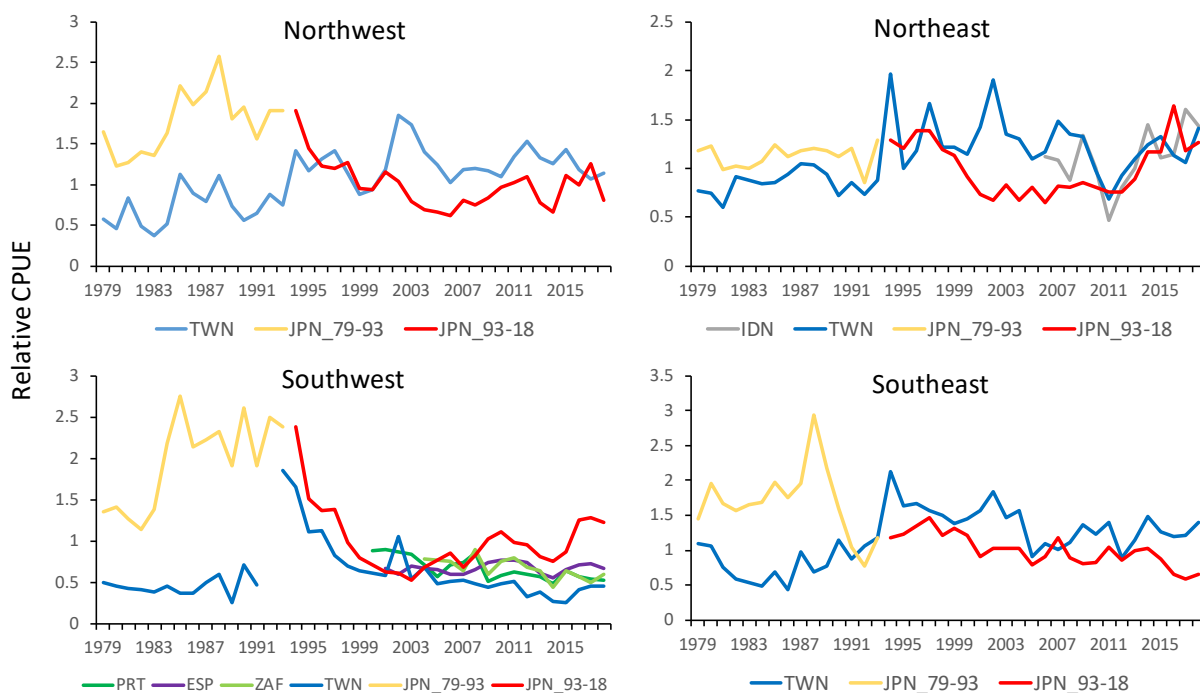 Relative CPUE
Northwest
3
2.5
2
1.5
1
0.5
0
1979 1983 1987 1991 1995 1999 2003 2007 2011 2015
TWN JPN_79-93 JPN_93-18
Northeast
2.5
2
1.5
1
0.5
0
1979 1983 1987 1991 1995 1999 2003 2007 2011 2015
IDN TWN JPN_79-93 JPN_93-18
Southwest
3
2.5
2
1.5
1
0.5
0
1979 1983 1987 1991 1995 1999 2003 2007 2011 2015
PRT ESP ZAF TWN JPN_79-93 JPN_93-18
Southeast
3.5
3
2.5
2
1.5
1
0.5
0
1979 1983 1987 1991 1995 1999 2003 2007 2011 2015
TWN JPN_79-93 JPN_93-18